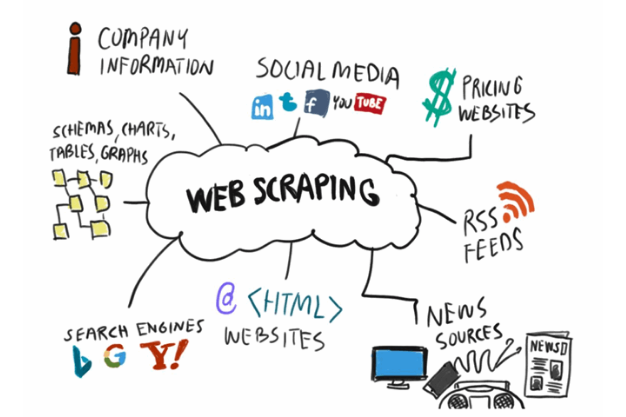 COMPANY
INFORMATION
SOCIAL MEDIA
in t f YOU TUBE
$ PRICING
WEBSITES
SCHEMAS, CHARTS,
TABLES, GRAPHS
WEB SCRAPING
RSS
FEEDS
@ <HTML>
WEBSITES
NEWS
SOURCES
SEARCH ENGINES
b G Y!
NEWS